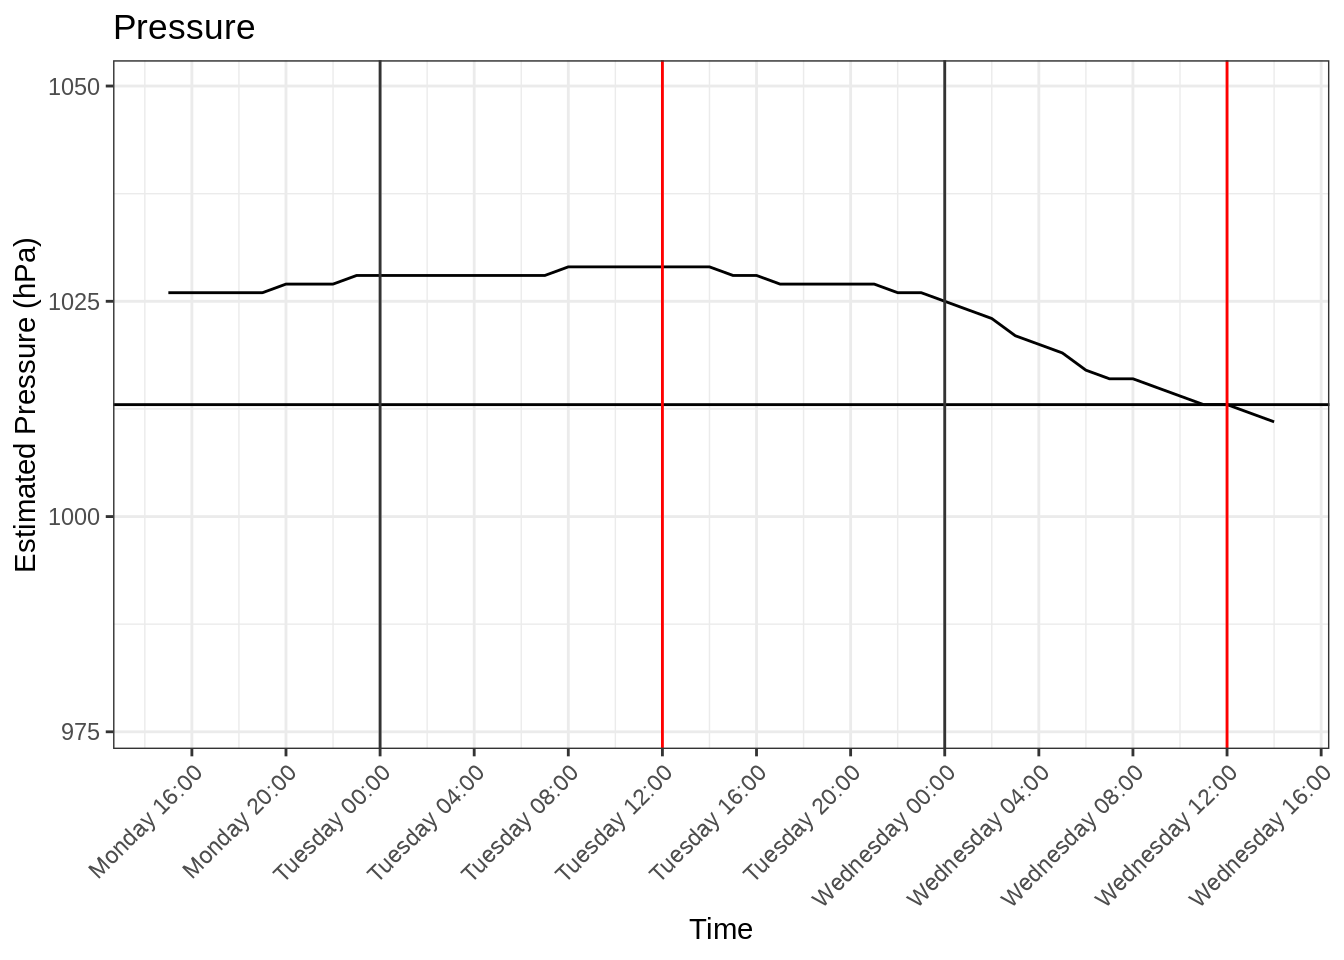 Pressure
Estimated Pressure (hPa)
1050
1025
1000
975
Monday 16:00
Monday 20:00
Tuesday 00:00
Tuesday 04:00
Tuesday 08:00
Tuesday 12:00
Tuesday 16:00
Tuesday 20:00
Wednesday 00:00
Wednesday 04:00
Wednesday 08:00
Wednesday 12:00
Wednesday 16:00
Time